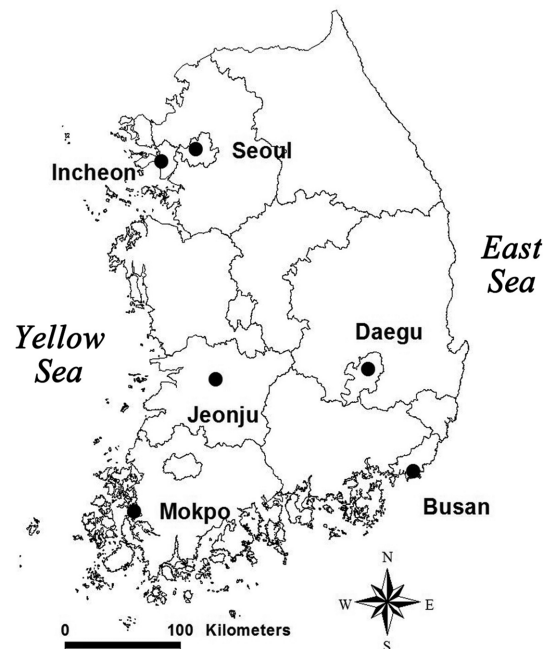 Seoul
Incheon
East
Sea
Daegu
Yellow
Sea
Jeonju
Mokpo
Busan
N
W E
S
0 100 Kilometers